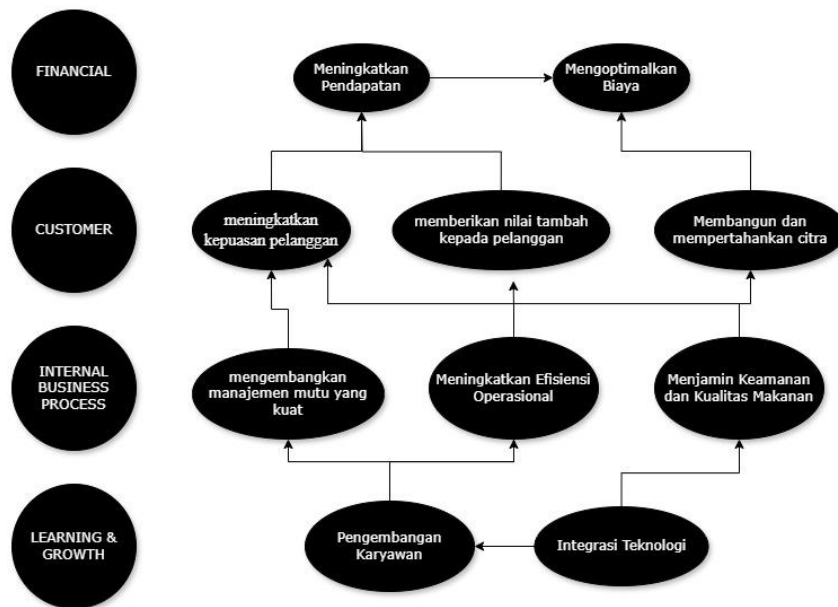 FINANCIAL
Meningkatkan
Pendapatan
Mengoptimalkan
Biaya
CUSTOMER
meningkatkan
kepuasan pelanggan
memberikan nilai tambah
kepada pelanggan
Membangun dan
mempertahankan citra
INTERNAL
BUSINESS
PROCESS
mengembangkan
manajemen mutu yang
kuat
Meningkatkan Efisiensi
Operasional
Menjamin Keamanan
dan Kualitas Makanan
LEARNING &
GROWTH
Pengembangan
Karyawan
Integrasi Teknologi